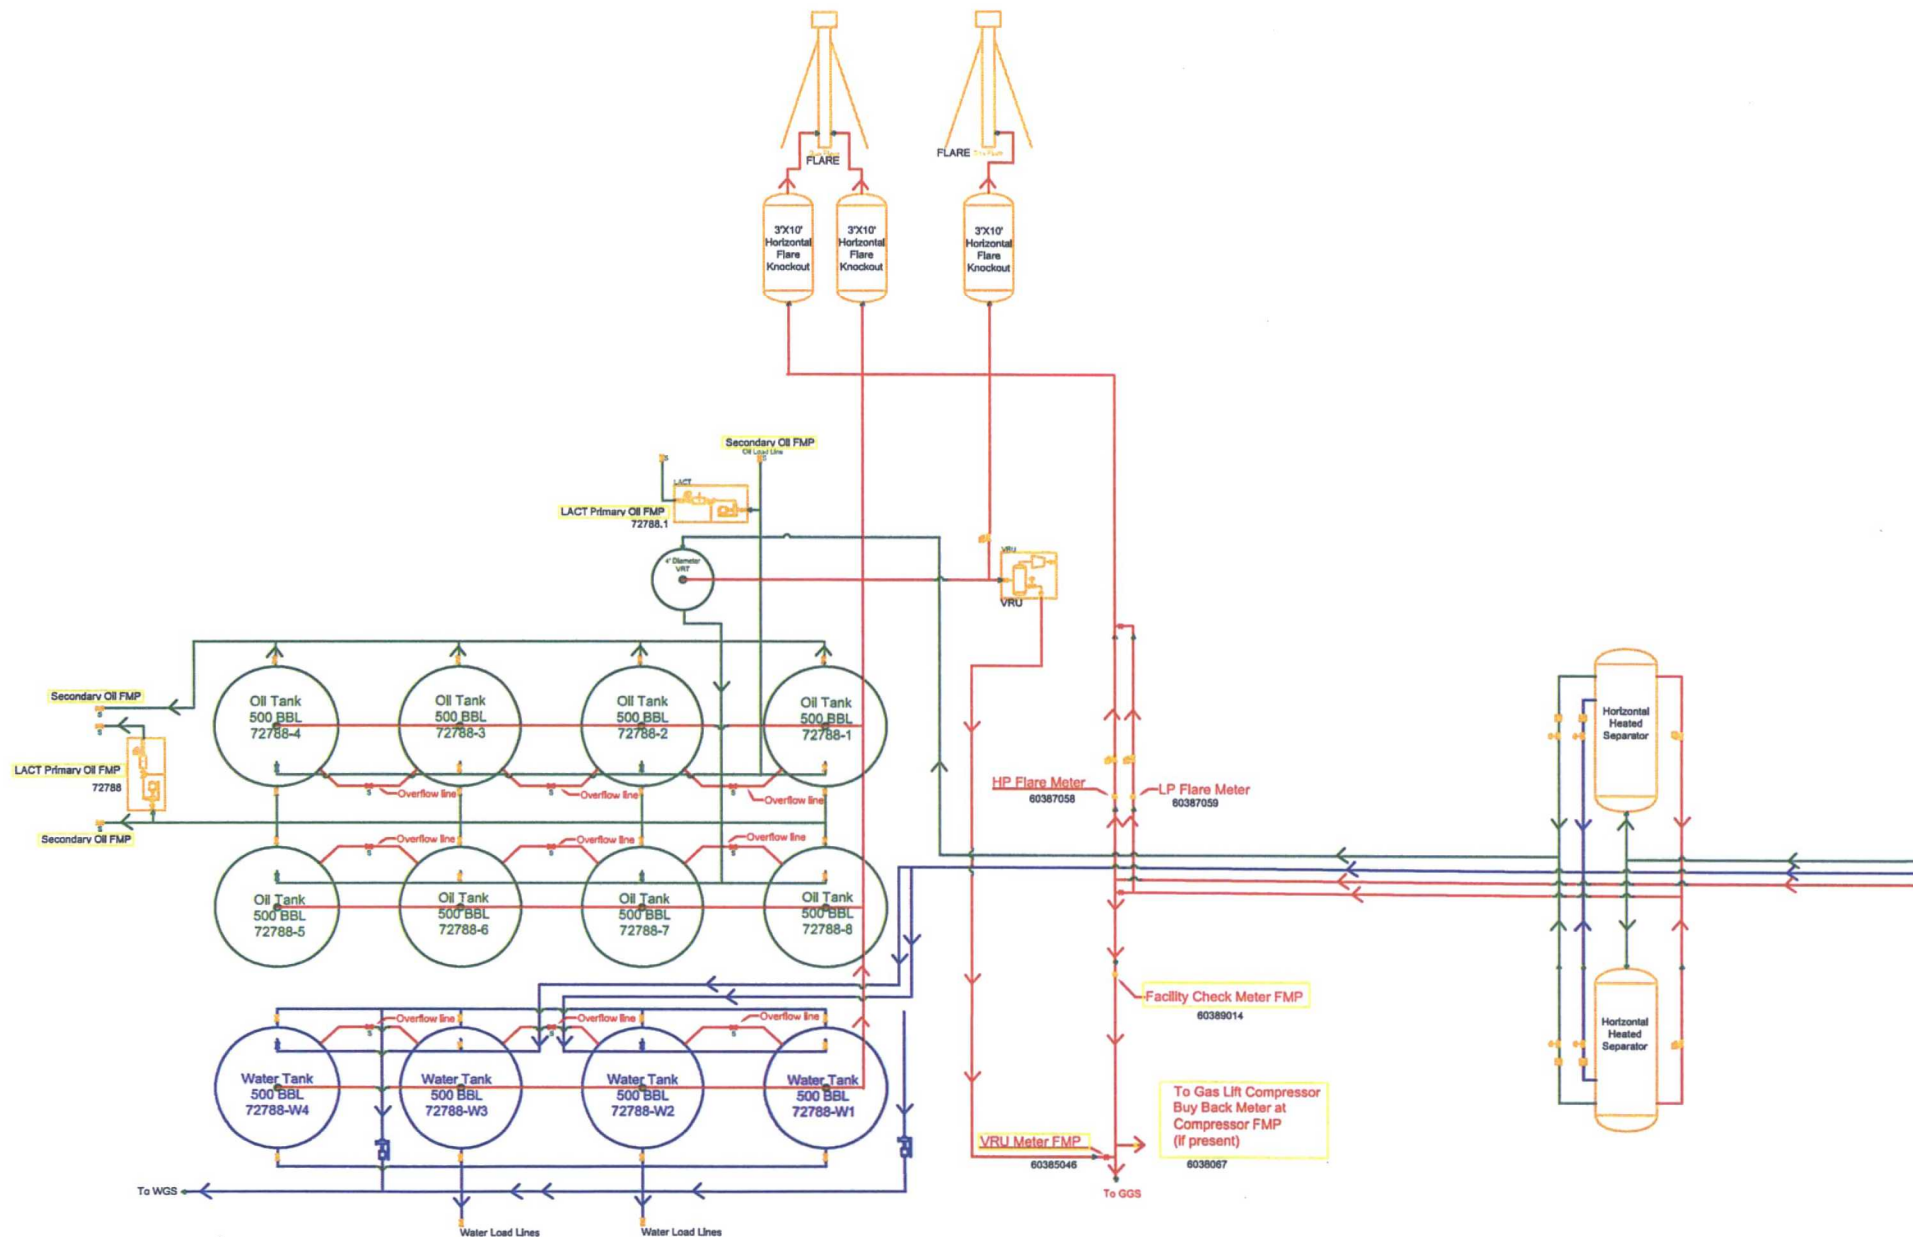 FLARE
FLARE
3'X10'
Horizontal
Flare
Knockout
3'X10'
Horizontal
Flare
Knockout
3'X10'
Horizontal
Flare
Knockout
Secondary Oil FMP
Oil Load Line
S
S
LACT
LACT Primary Oil FMP
72788.1
4' Diameter
VRT
VRU
VRU
Secondary Oil FMP
S
S
LACT Primary Oil FMP
72788
S
Secondary Oil FMP
Oil Tank
500 BBL
72788-4
Oil Tank
500 BBL
72788-3
Oil Tank
500 BBL
72788-2
Oil Tank
500 BBL
72788-1
S
Overflow line
S
Overflow line
S
Overflow line
Overflow line
S
Overflow line
S
Overflow line
S
Oil Tank
500 BBL
72788-5
Oil Tank
500 BBL
72788-6
Oil Tank
500 BBL
72788-7
Oil Tank
500 BBL
72788-8
HP Flare Meter
60387058
LP Flare Meter
60387059
Horizontal
Heated
Separator
Horizontal
Heated
Separator
Facility Check Meter FMP
60389014
Overflow line
S
Overflow line
S
Overflow line
S
Water Tank
500 BBL
72788-W4
Water Tank
500 BBL
72788-W3
Water Tank
500 BBL
72788-W2
Water Tank
500 BBL
72788-W1
To Gas Lift Compressor
Buy Back Meter at
Compressor FMP
(if present)
6038067
VRU Meter FMP
60385046
To GGS
To WGS
S
Water Load Lines
S
Water Load Lines